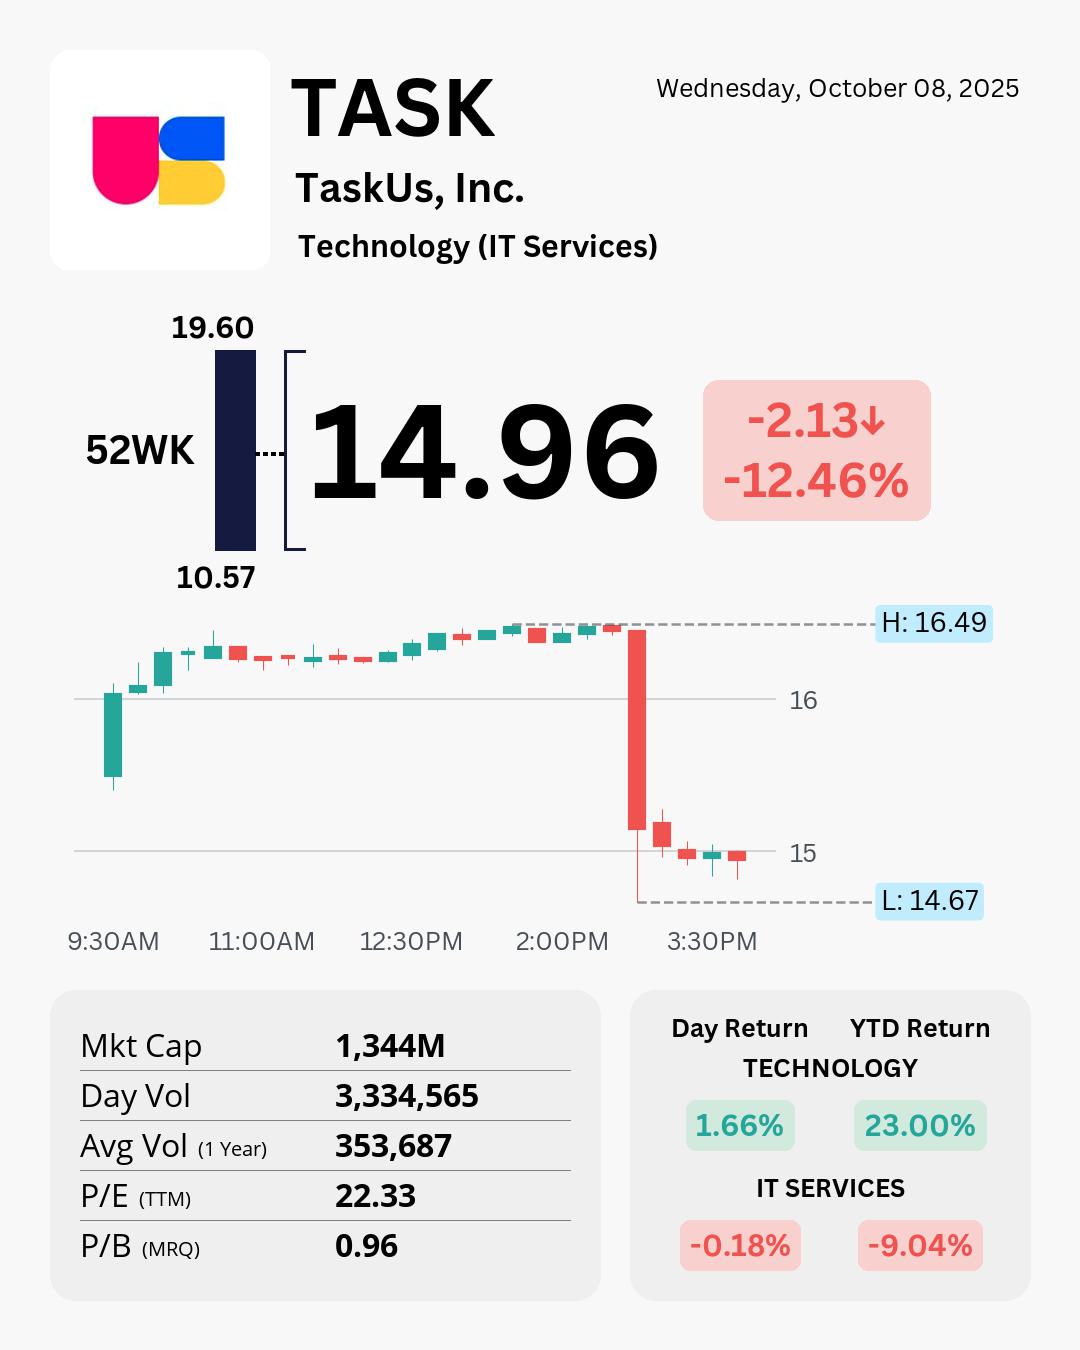 TASK
Wednesday, October 08, 2025
TaskUs, Inc.
Technology (IT Services)
19.60
52WK
10.57
14.96
-2.13↓
-12.46%
H: 16.49
16
15
L: 14.67
9:30AM 11:00AM 12:30PM 2:00PM 3:30PM
Mkt Cap 1,344M
Day Vol 3,334,565
Avg Vol (1 Year) 353,687
P/E (TTM) 22.33
P/B (MRQ) 0.96
Day Return YTD Return
TECHNOLOGY
1.66% 23.00%
IT SERVICES
-0.18% -9.04%